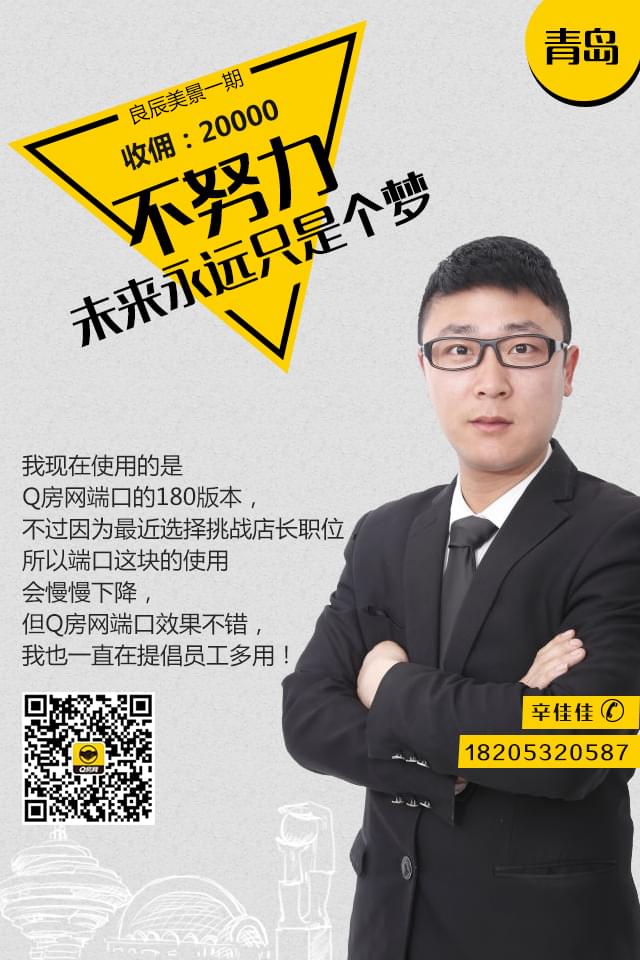 青岛
良辰美景一期
收佣：20000
不努力
未来永远只是个梦
我现在使用的是
Q房网端口的180版本，
不过因为最近选择挑战店长职位
所以端口这块的使用
会慢慢下降，
但Q房网端口效果不错，
我也一直在提倡员工多用！
Q房网
辛佳佳
18205320587